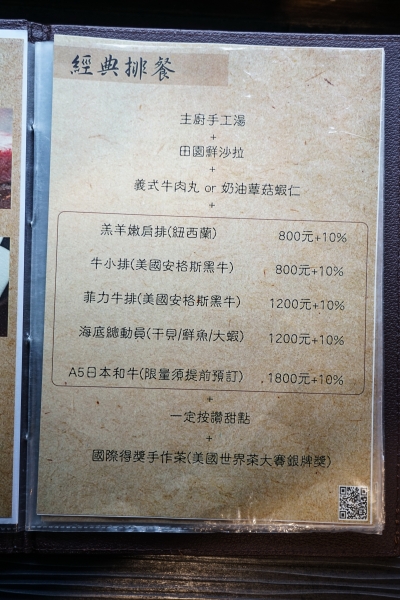 經典排餐
主廚手工湯
+
田園鮮沙拉
+
義式牛肉丸 or 奶油蕈菇蝦仁
+
羔羊嫩肩排(紐西蘭) 800元+10%
牛小排(美國安格斯黑牛) 800元+10%
菲力牛排(美國安格斯黑牛) 1200元+10%
海底總動員(干貝/鮮魚/大蝦) 1200元+10%
A5日本和牛(限量須提前預訂) 1800元+10%
+
一定按讚甜點
+
國際得獎手作茶(美國世界茶大賽銀牌獎)